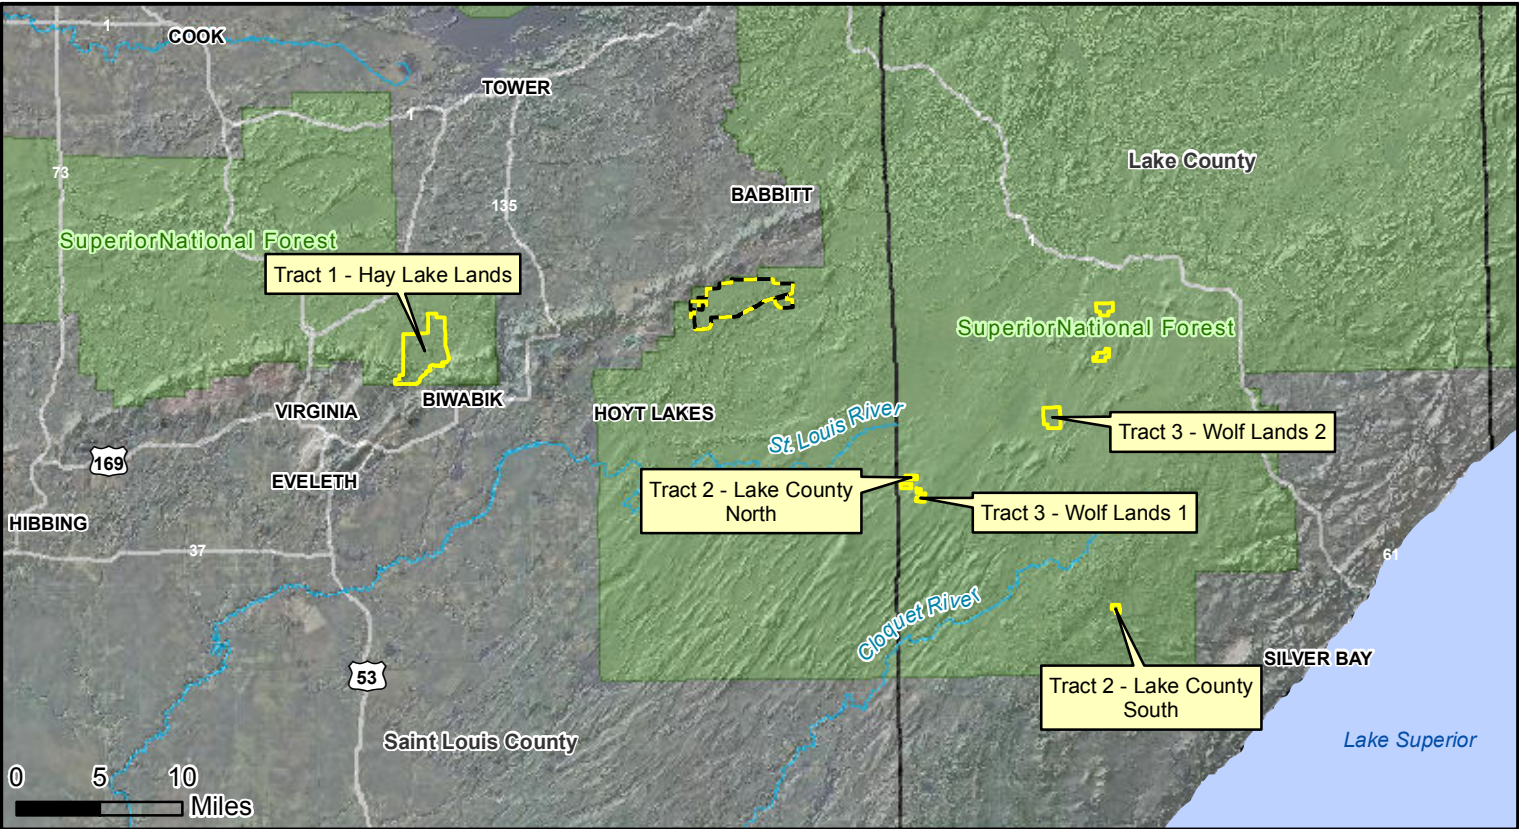 1
COOK
TOWER
1
Lake County
73
BABBITT
135
SuperiorNational Forest
1
Tract 1 - Hay Lake Lands
SuperiorNational Forest
BIWABIK
VIRGINIA
HOYT LAKES
St. Louis River
Tract 3 - Wolf Lands 2
169
EVELETH
Tract 2 - Lake County
North
Tract 3 - Wolf Lands 1
HIBBING
37
61
Cloquet River
SILVER BAY
53
Tract 2 - Lake County
South
Saint Louis County
Lake Superior
0 5 10
Miles